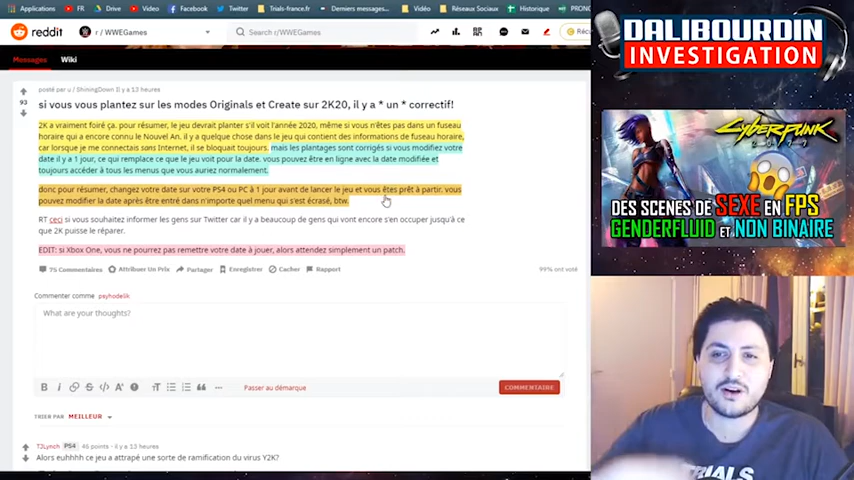 Applications
FR
Drive
Video
Facebook
Twitter
Trials-france.fr
Derniers messages...
Vidéo
Réseaux Sociaux
Historique
PRONO
reddit
r / WWEGames
Search r/WWEGames
Messages
Wiki
posté par u / ShiningDown Il y a 13 heures
93
si vous vous plantez sur les modes Originals et Create sur 2K20, il y a * un * correctif!
2K a vraiment foiré ça. pour résumer, le jeu devrait planter s'il voit l'année 2020, même si vous n'êtes pas dans un fuseau
horaire qui a encore connu le Nouvel An. il y a quelque chose dans le jeu qui contient des informations de fuseau horaire,
car lorsque je me connectais sans Internet, il se bloquait toujours. mais les plantages sont corrigés si vous modifiez votre
date il y a 1 jour, ce qui remplace ce que le jeu voit pour la date. vous pouvez être en ligne avec la date modifiée et
toujours accéder à tous les menus que vous auriez normalement.
donc pour résumer, changez votre date sur votre PS4 ou PC à 1 jour avant de lancer le jeu et vous êtes prêt à partir. vous
pouvez modifier la date après être entré dans n'importe quel menu qui s'est écrasé, btw.
RT ceci si vous souhaitez informer les gens sur Twitter car il y a beaucoup de gens qui vont encore s'en occuper jusqu'à ce
que 2K puisse le réparer.
EDIT: si Xbox One, vous ne pourrez pas remettre votre date à jouer, alors attendez simplement un patch.
75 Commentaires
Attribuer Un Prix
Partager
Enregistrer
Cacher
Rapport
99% ont voté
Commenter comme psyhodelik
What are your thoughts?
Passer au démarque
COMMENTAIRE
TRIER PAR MEILLEUR
TJLynch PS4 46 points · il y a 13 heures
Alors euhhhh ce jeu a attrapé une sorte de ramification du virus Y2K?
DALIBOURDIN
INVESTIGATION
CYBERPUNK
2077
DES SCENES DE SEXE EN FPS
GENDERFLUID ET NON BINAIRE
TRIALS